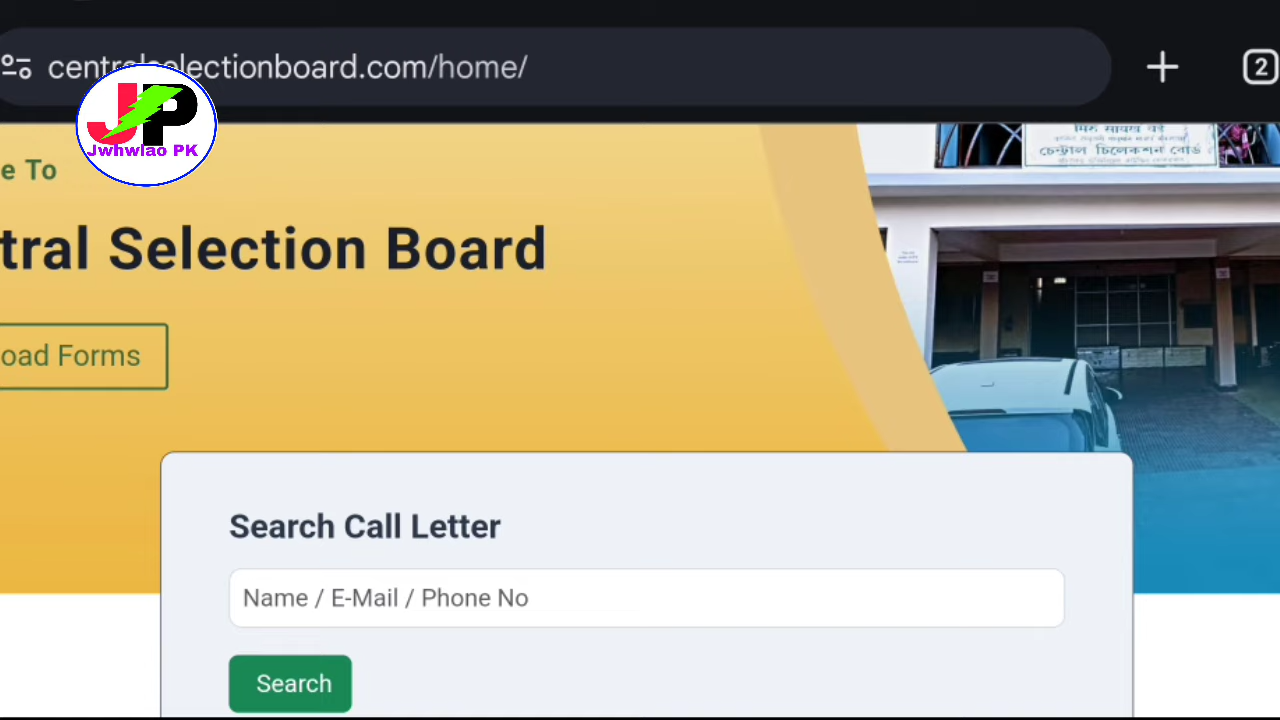 centralselectionboard.com/home/
2
JP
Jwhwlao PK
e To
tral Selection Board
oad Forms
चेन्ट्राल चिलेकशन बोर्ड
Search Call Letter
Name / E-Mail / Phone No
Search